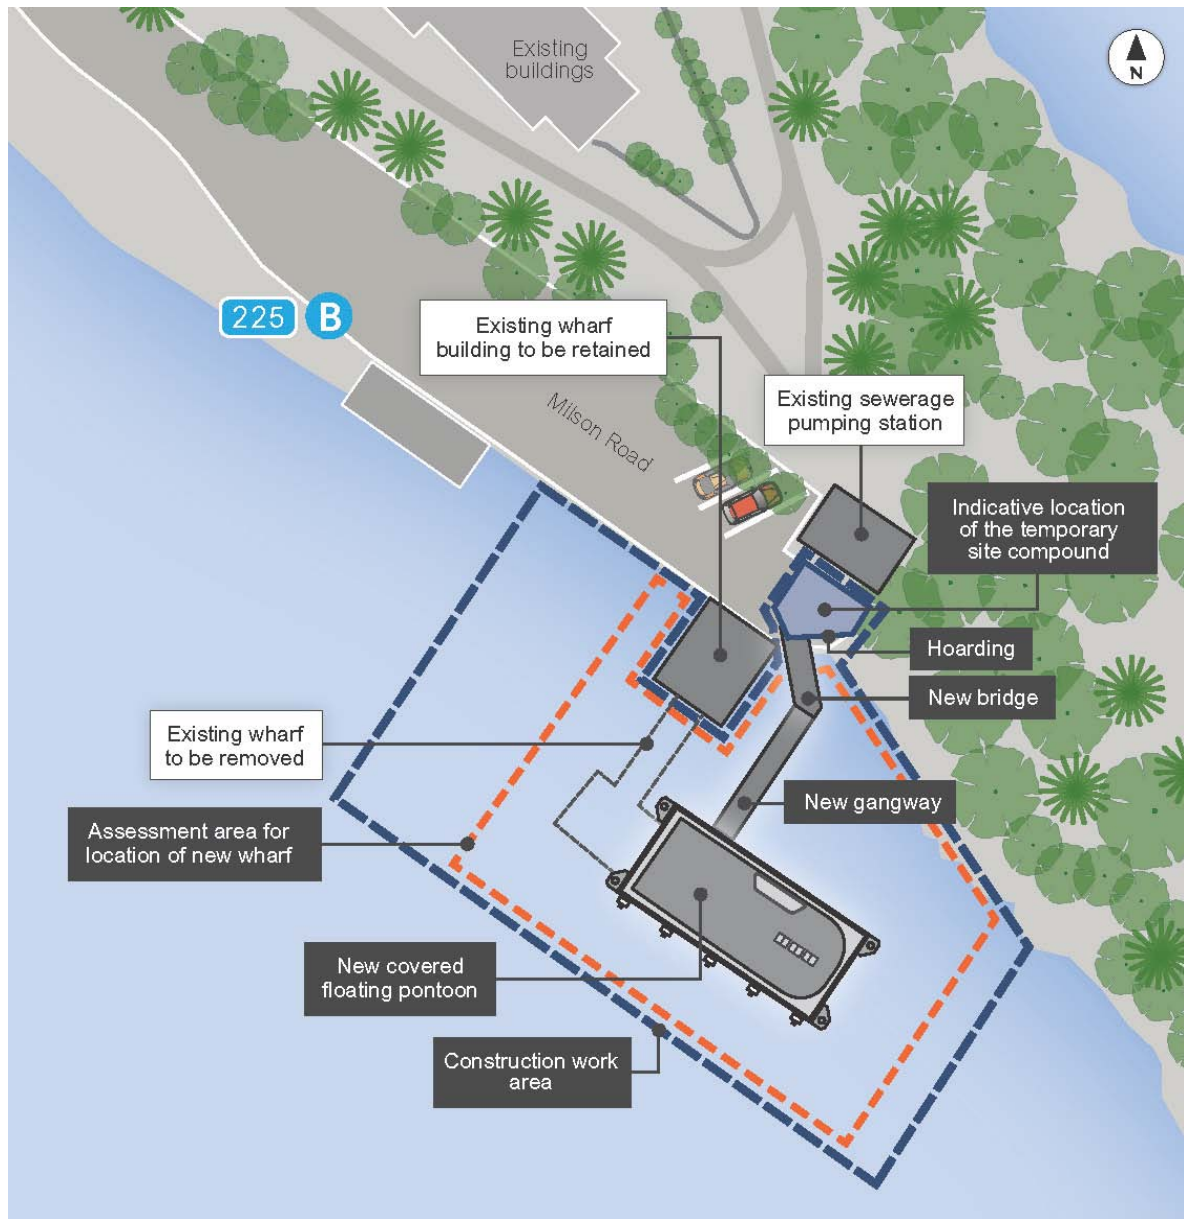 Existing
buildings
N
225 B
Existing wharf
building to be retained
Milson Road
Existing sewerage
pumping station
Indicative location
of the temporary
site compound
Hoarding
New bridge
Existing wharf
to be removed
New gangway
Assessment area for
location of new wharf
New covered
floating pontoon
Construction work
area